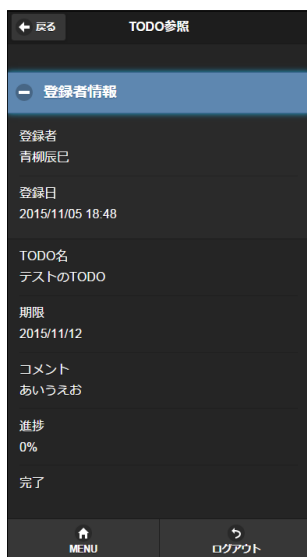 戻る
TODO参照
登録者情報
登録者
青柳辰巳
登録日
2015/11/05 18:48
TODO名
テストのTODO
期限
2015/11/12
コメント
あいうえお
進捗
0%
完了
MENU
ログアウト